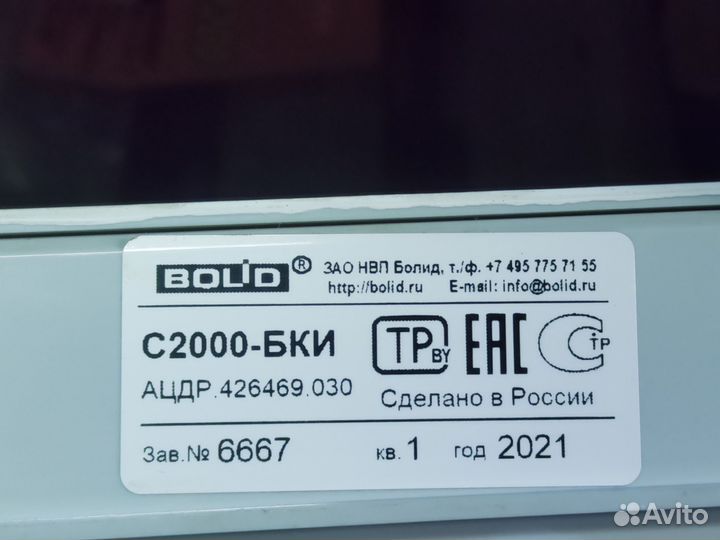 BOLID® ЗАО НВП Болид, т./ф. +7 495 775 71 55
http://bolid.ru E-mail: info@bolid.ru
С2000-БКИ TP BY EAC С ТР
АЦДР.426469.030 Сделано в России
Зав.№ 6667 кв. 1 год 2021
Avito